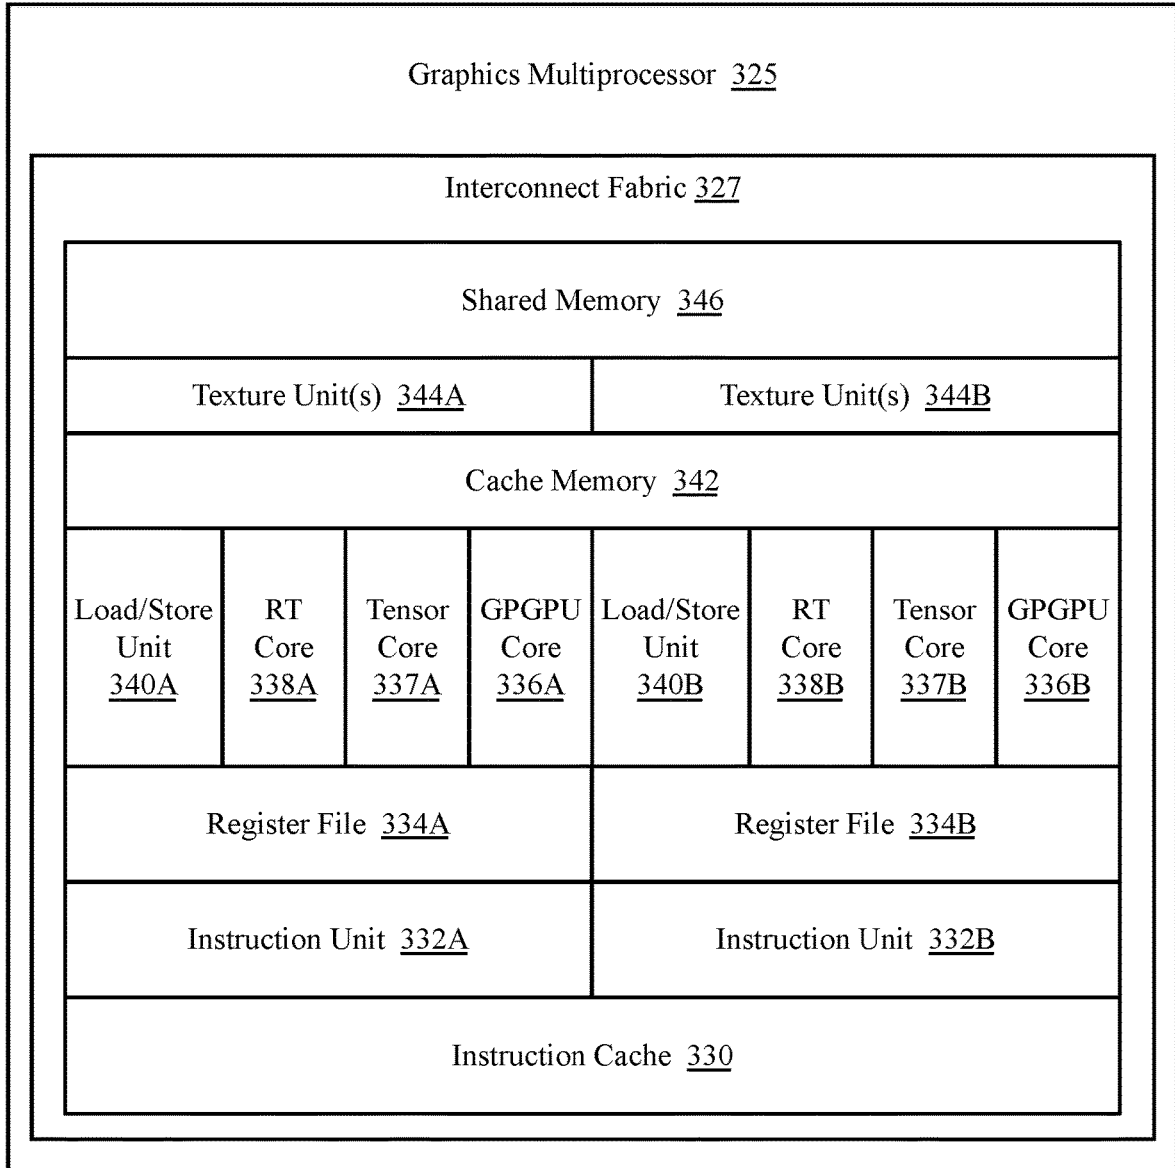 Graphics Multiprocessor 325
Interconnect Fabric 327
Shared Memory 346
Texture Unit(s) 344A
Texture Unit(s) 344B
Cache Memory 342
Load/Store
Unit
340A
RT
Core
338A
Tensor
Core
337A
GPGPU
Core
336A
Load/Store
Unit
340B
RT
Core
338B
Tensor
Core
337B
GPGPU
Core
336B
Register File 334A
Register File 334B
Instruction Unit 332A
Instruction Unit 332B
Instruction Cache 330